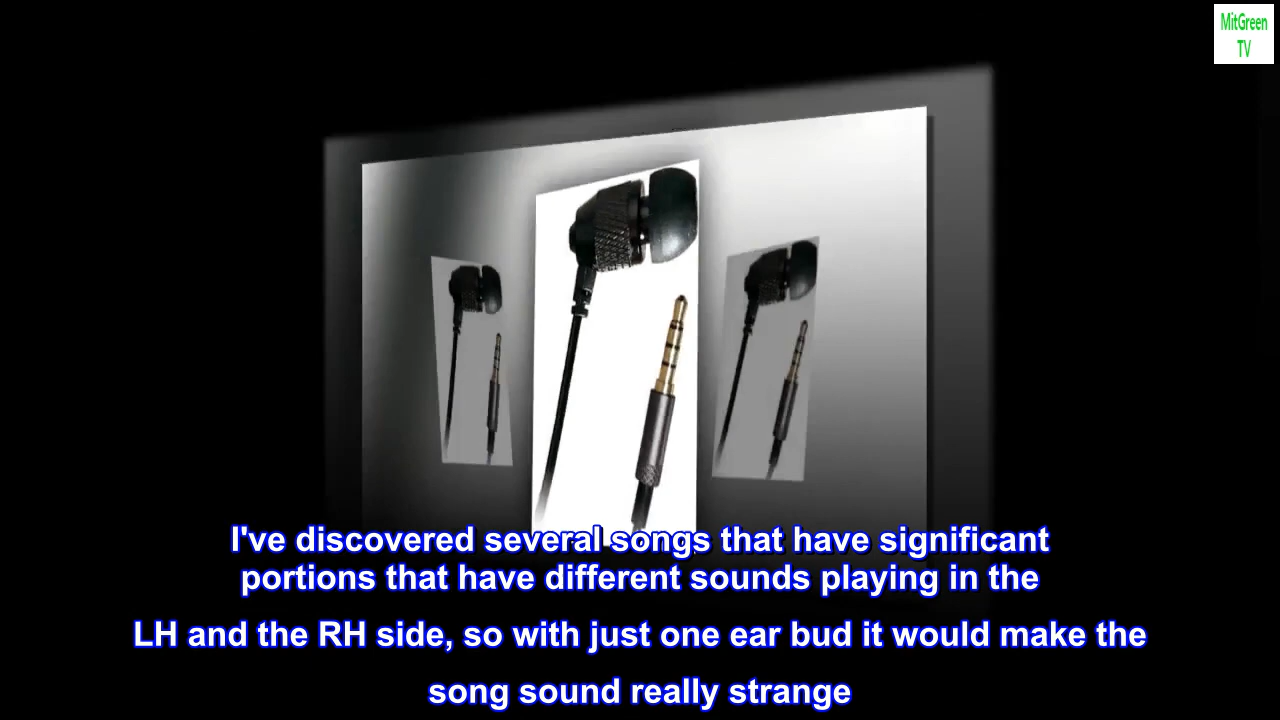 MitGreen
TV
I've discovered several songs that have significant
portions that have different sounds playing in the
LH and the RH side, so with just one ear bud it would make the
song sound really strange